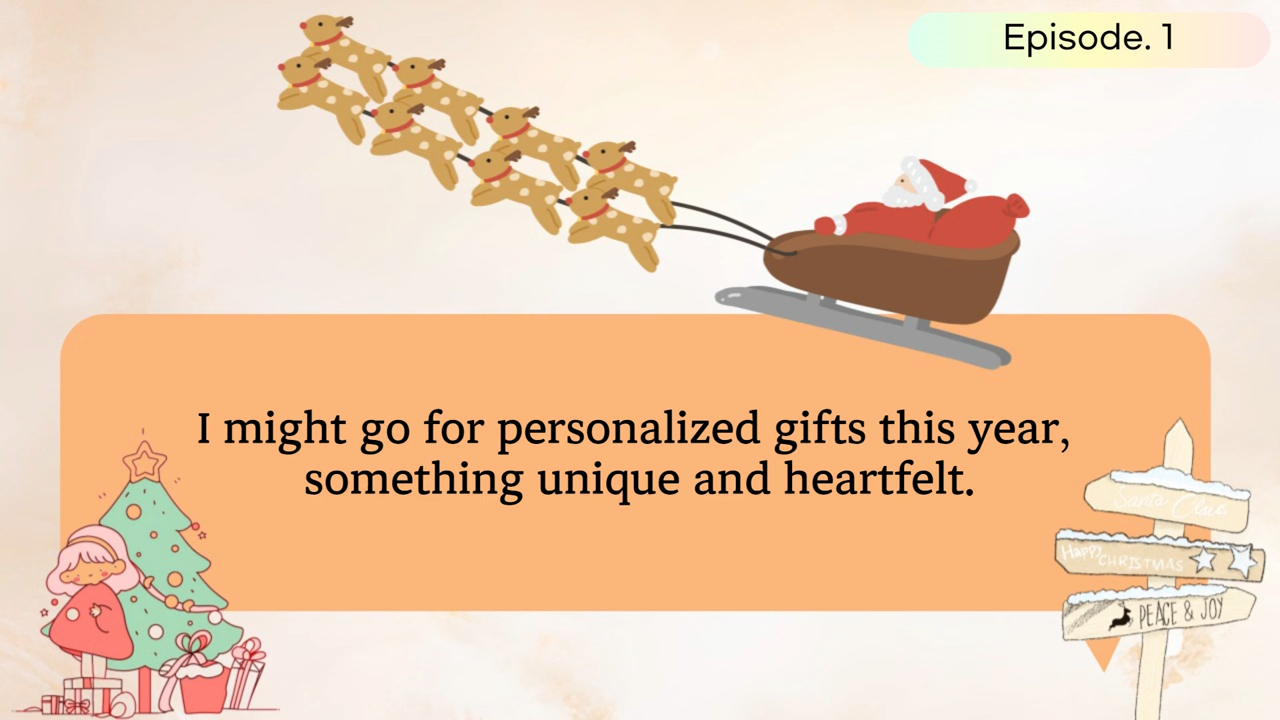 Episode. 1
I might go for personalized gifts this year,
something unique and heartfelt.
Santa Claus
Happy
CHRISTMAS
PEACE & JOY